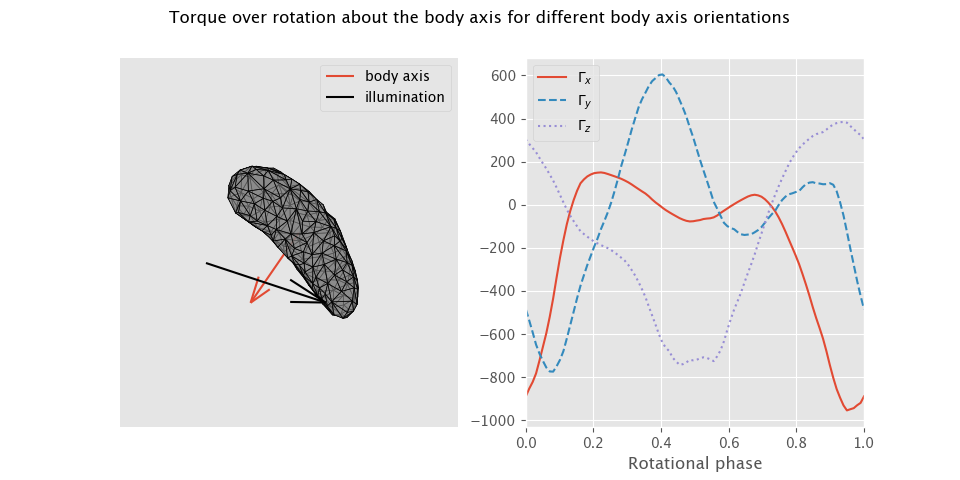 Torque over rotation about the body axis for different body axis orientations
body axis
illumination
Γx
Γy
Γz
600
400
200
0
−200
−400
−600
−800
−1000
0.0 0.2 0.4 0.6 0.8 1.0
Rotational phase